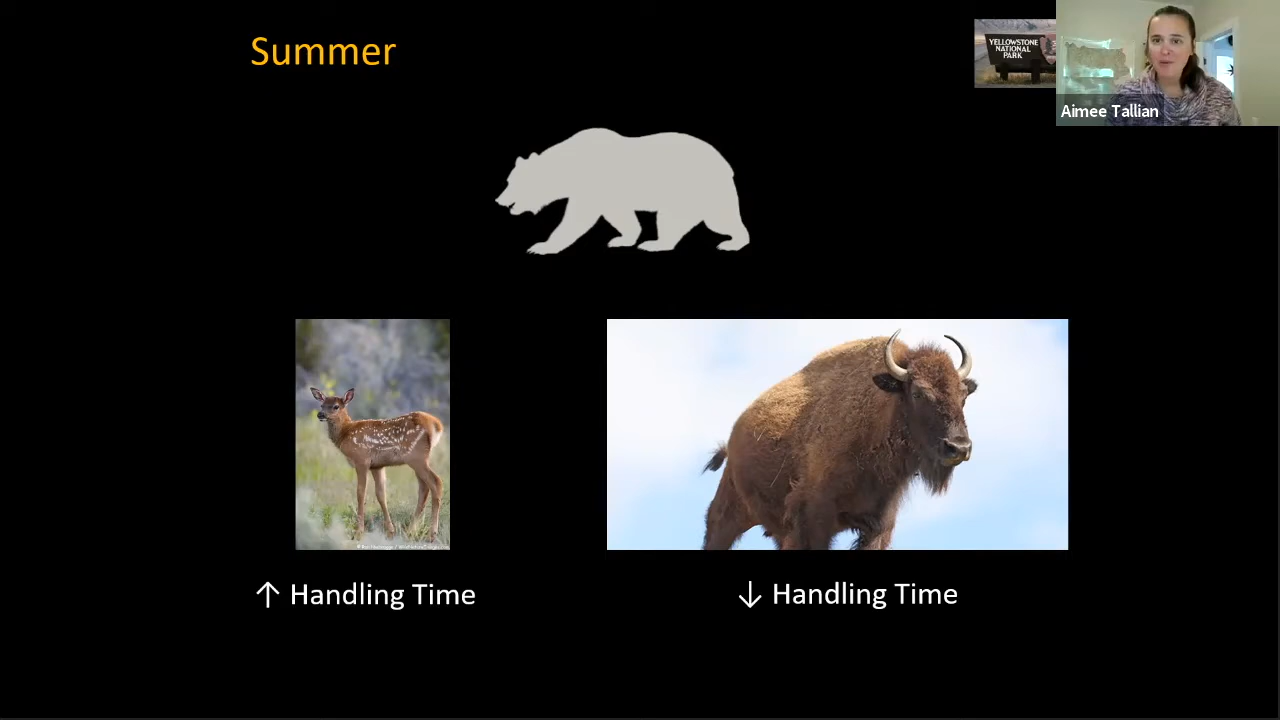 Summer
YELLOWSTONE
NATIONAL
PARK
Aimee Tallian
↑ Handling Time
↓ Handling Time